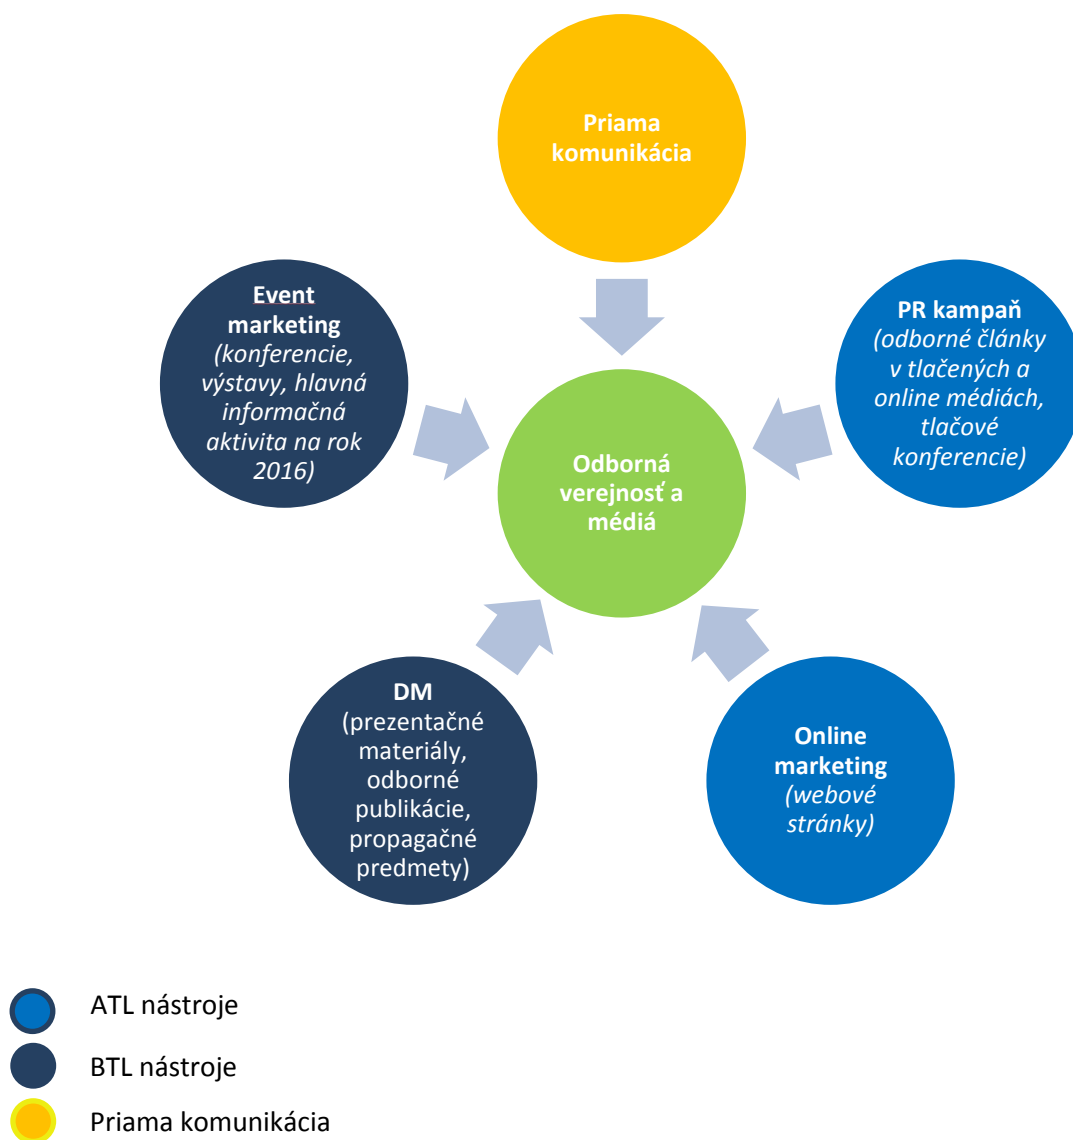 Priama
komunikácia
Event
marketing
(konferencie,
výstavy, hlavná
informačná
aktivita na rok
2016)
PR kampaň
(odborné články
v tlačených a
online médiách,
tlačové
konferencie)
Odborná
verejnosť a
médiá
DM
(prezentačné
materiály,
odborné
publikácie,
propagačné
predmety)
Online
marketing
(webové
stránky)
ATL nástroje
BTL nástroje
Priama komunikácia